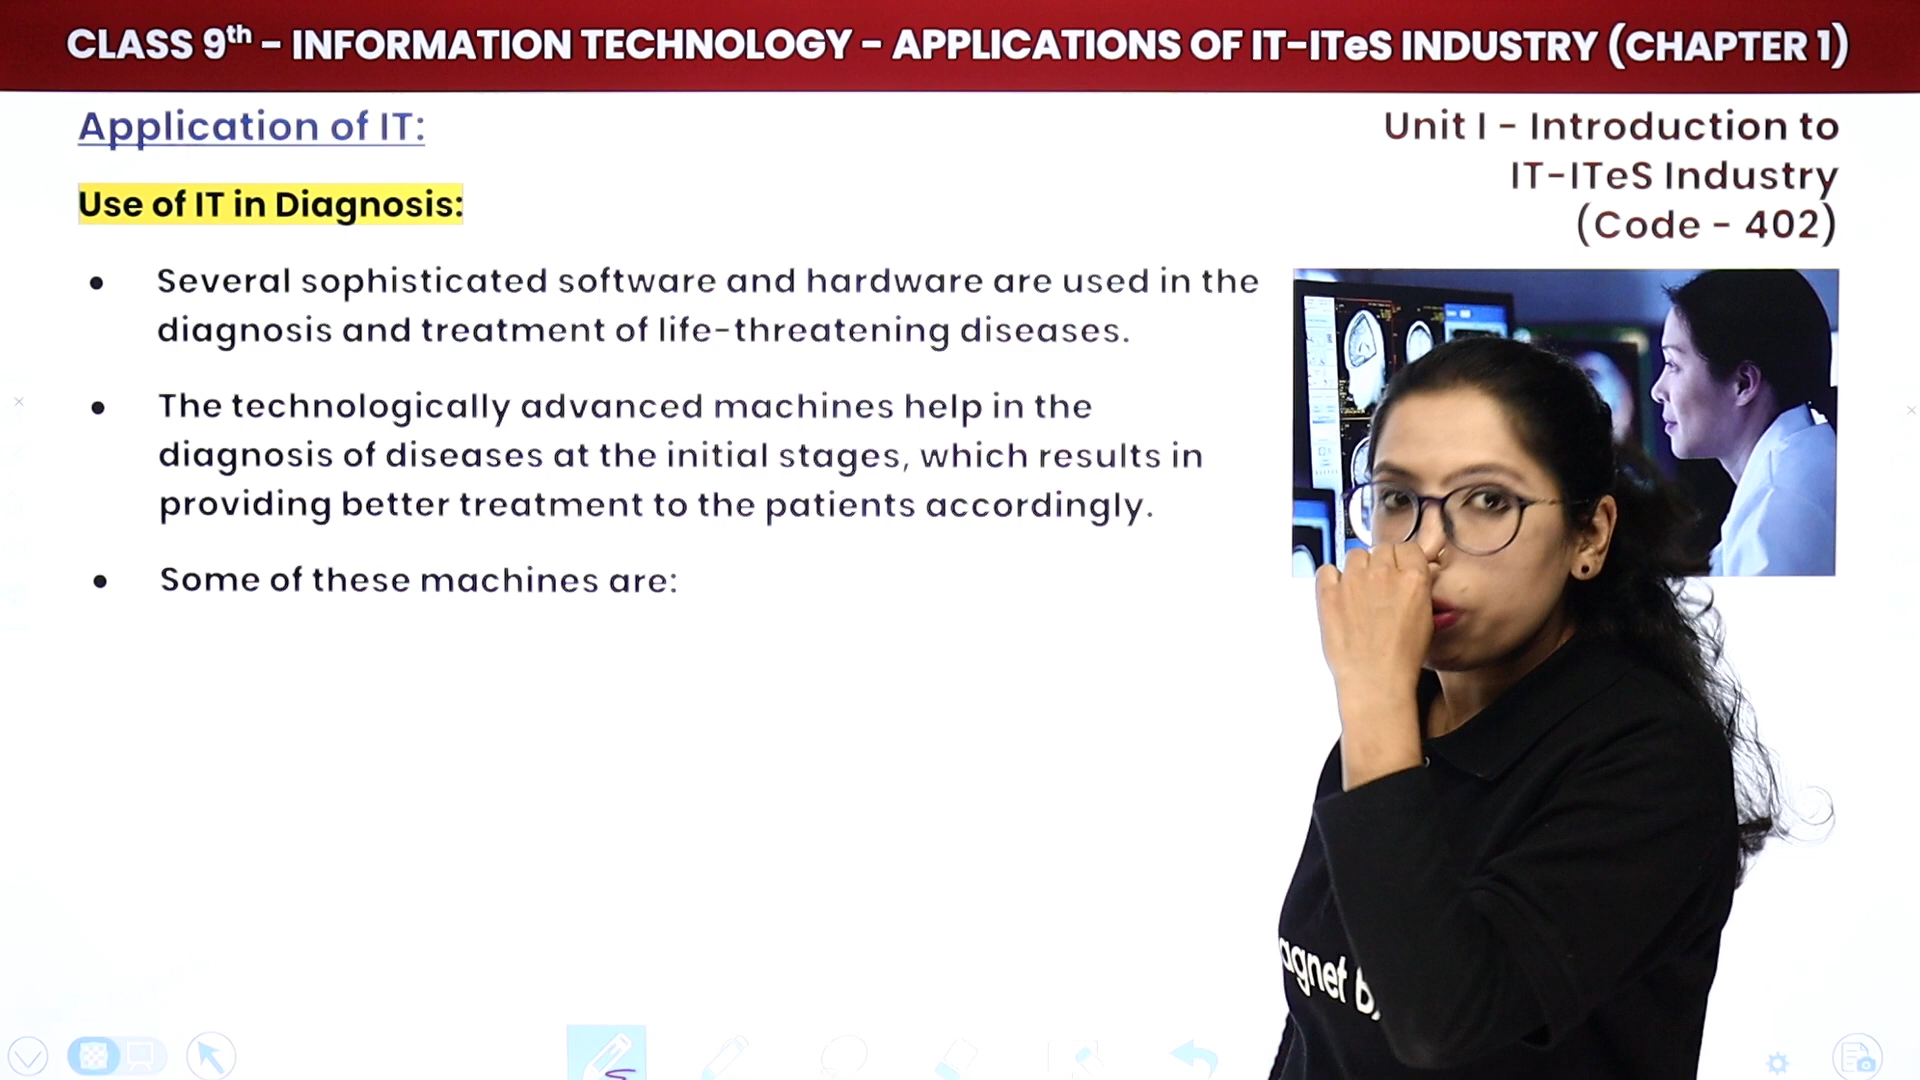 CLASS 9th - INFORMATION TECHNOLOGY - APPLICATIONS OF IT-ITeS INDUSTRY (CHAPTER 1)
Application of IT:
Unit I - Introduction to
IT-ITeS Industry
(Code - 402)
Use of IT in Diagnosis:
• Several sophisticated software and hardware are used in the
diagnosis and treatment of life-threatening diseases.
• The technologically advanced machines help in the
diagnosis of diseases at the initial stages, which results in
providing better treatment to the patients accordingly.
• Some of these machines are:
agnet b